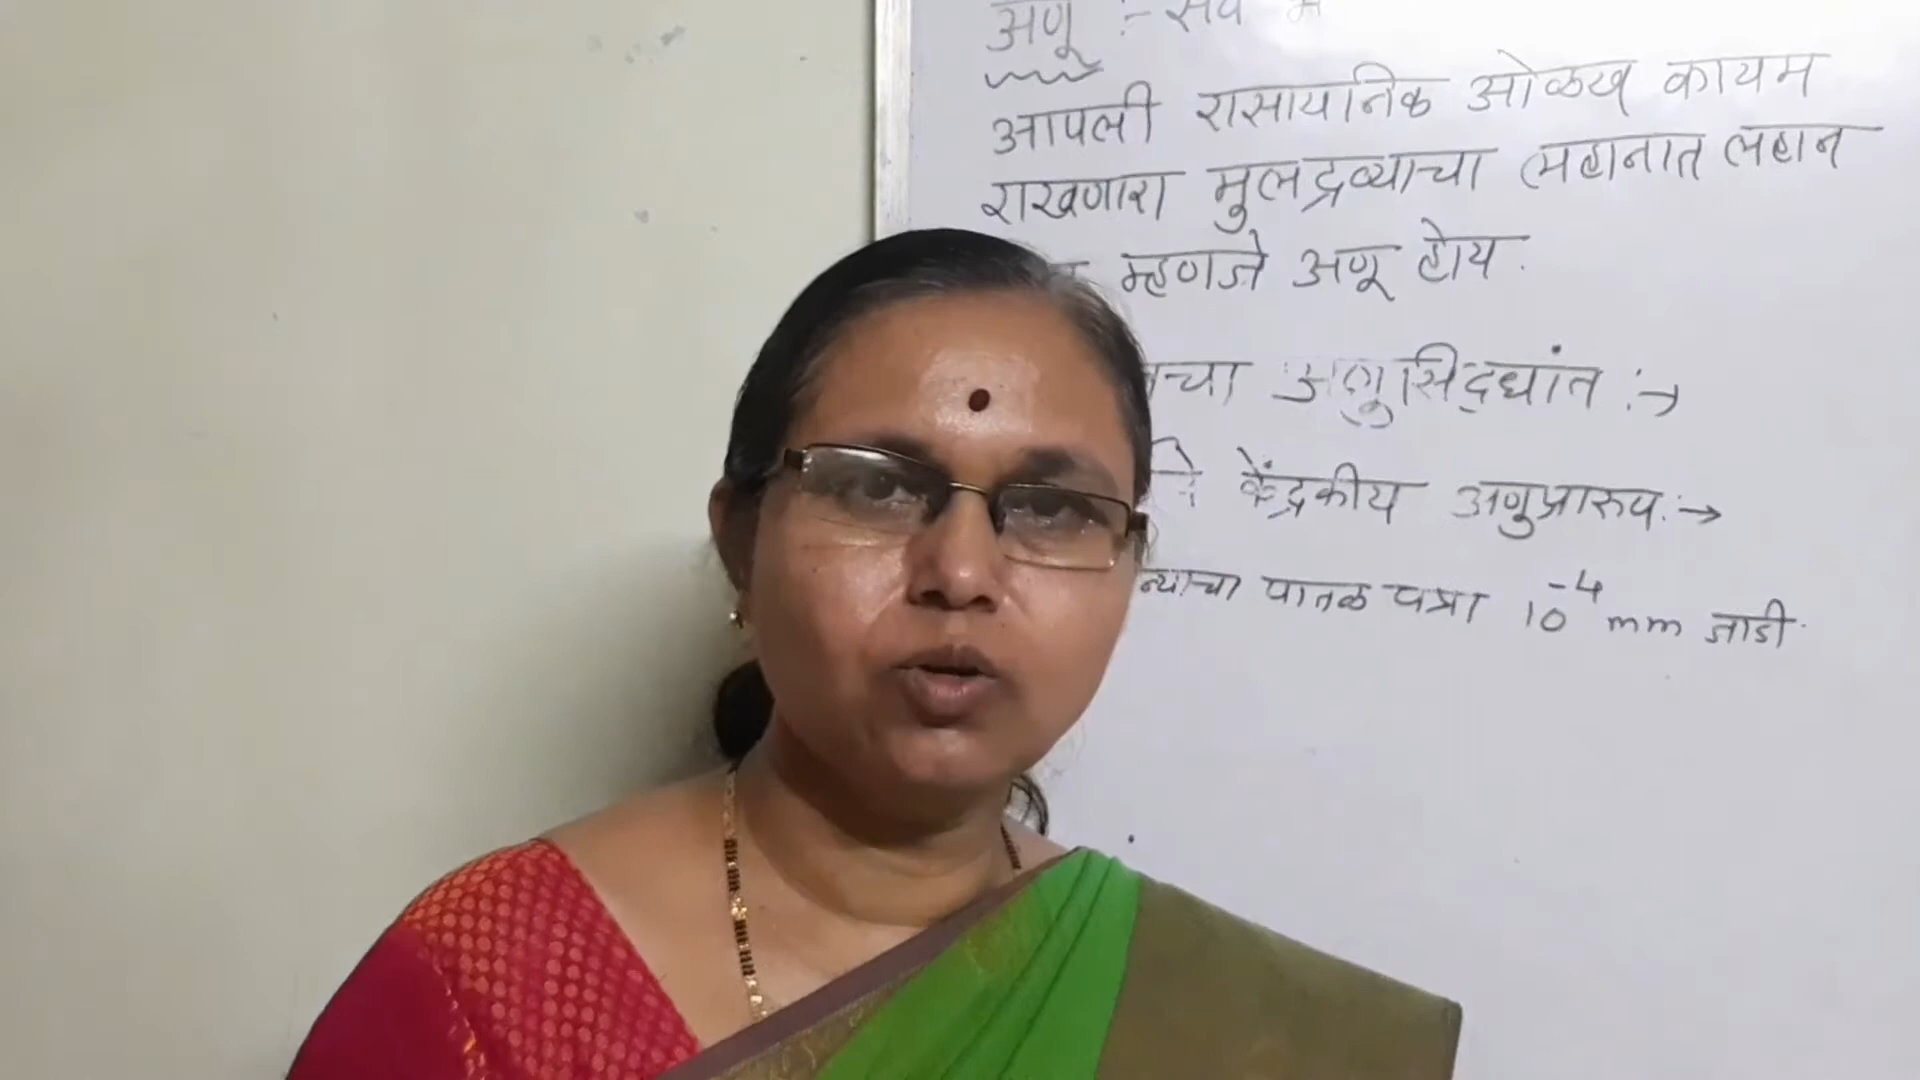 अणू :- सर्व
आपली रासायनिक ओळख कायम
राखणारा मुलद्रव्याचा लहानात लहान
म्हणजे अणू होय.
चा अणुसिद्धांत :→
केंद्रकीय अणुप्रारुप :→
पातळ पत्रा 10⁻⁴ mm जाडी.